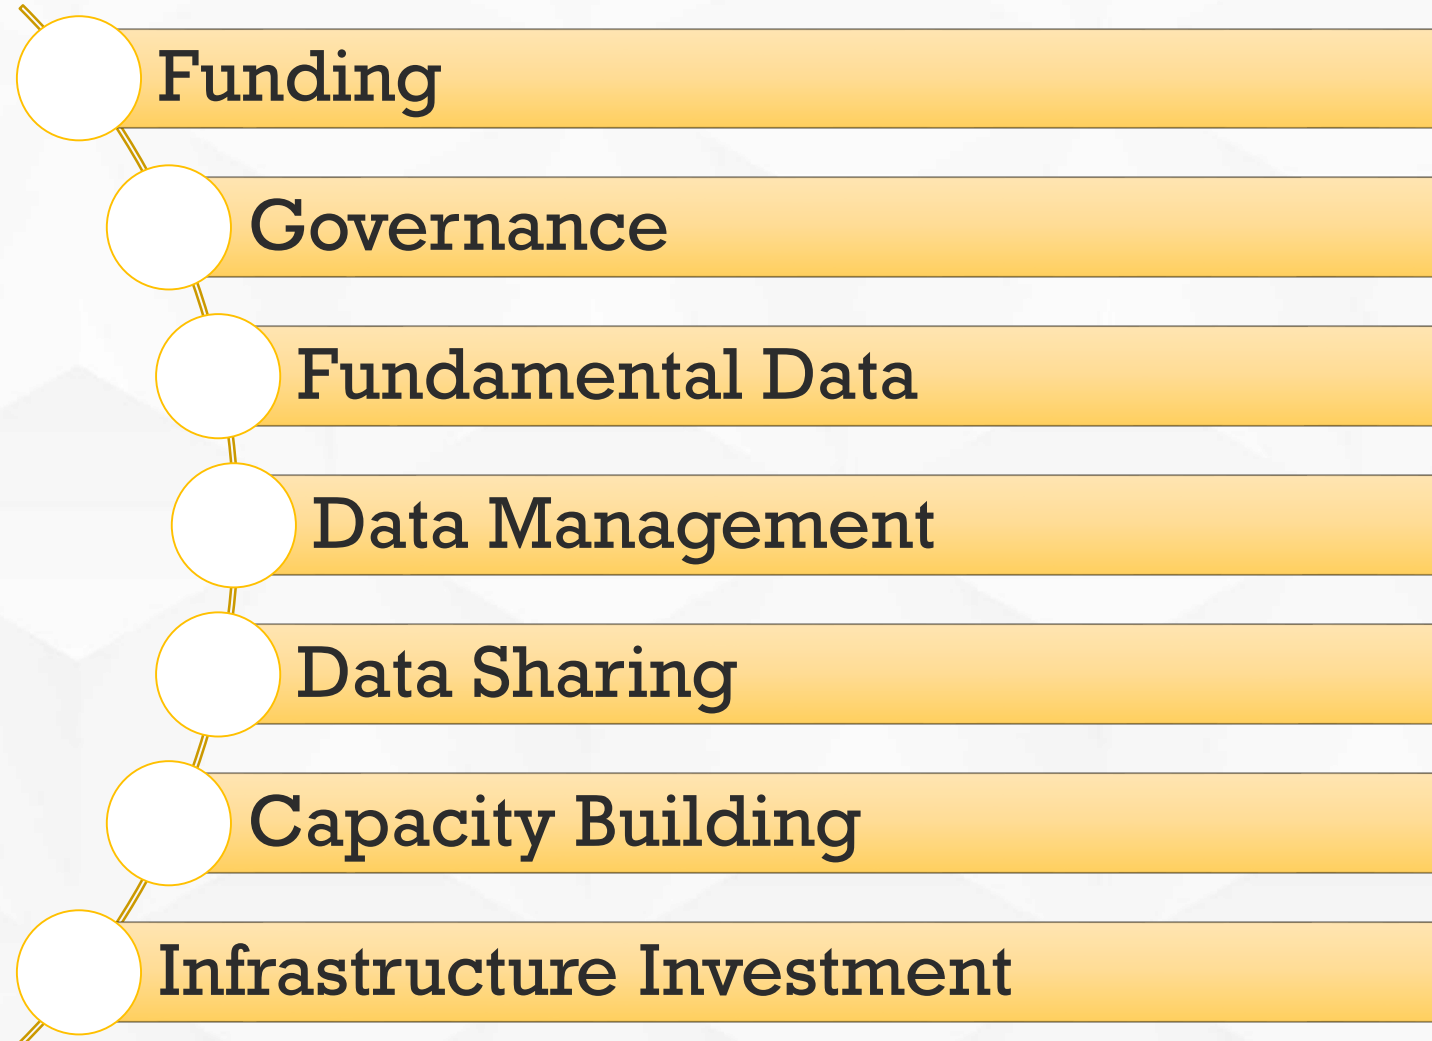 Funding
Governance
Fundamental Data
Data Management
Data Sharing
Capacity Building
Infrastructure Investment